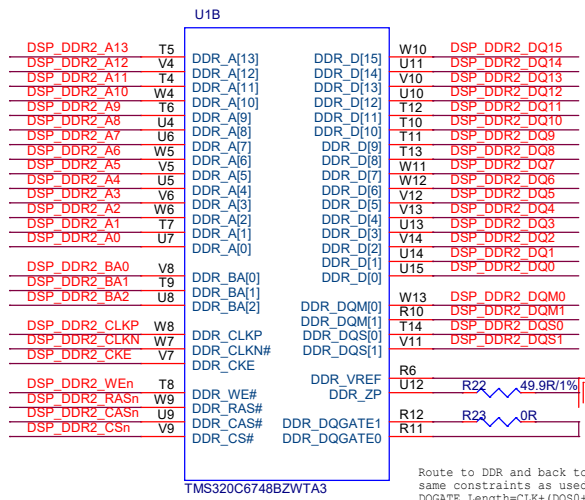 U1B
DSP_DDR2_A13 T5 DDR_A[13] DDR_D[15] W10 DSP_DDR2_DQ15
DSP_DDR2_A12 V4 DDR_A[12] DDR_D[14] U11 DSP_DDR2_DQ14
DSP_DDR2_A11 T4 DDR_A[11] DDR_D[13] V10 DSP_DDR2_DQ13
DSP_DDR2_A10 W4 DDR_A[10] DDR_D[12] U10 DSP_DDR2_DQ12
DSP_DDR2_A9 T6 DDR_A[9] DDR_D[11] T12 DSP_DDR2_DQ11
DSP_DDR2_A8 U4 DDR_A[8] DDR_D[10] T10 DSP_DDR2_DQ10
DSP_DDR2_A7 U6 DDR_A[7] DDR_D[9] T11 DSP_DDR2_DQ9
DSP_DDR2_A6 W5 DDR_A[6] DDR_D[8] T13 DSP_DDR2_DQ8
DSP_DDR2_A5 V5 DDR_A[5] DDR_D[7] W11 DSP_DDR2_DQ7
DSP_DDR2_A4 U5 DDR_A[4] DDR_D[6] W12 DSP_DDR2_DQ6
DSP_DDR2_A3 V6 DDR_A[3] DDR_D[5] V12 DSP_DDR2_DQ5
DSP_DDR2_A2 W6 DDR_A[2] DDR_D[4] V13 DSP_DDR2_DQ4
DSP_DDR2_A1 T7 DDR_A[1] DDR_D[3] U13 DSP_DDR2_DQ3
DSP_DDR2_A0 U7 DDR_A[0] DDR_D[2] V14 DSP_DDR2_DQ2
DDR_D[1] U14 DSP_DDR2_DQ1
DSP_DDR2_BA0 V8 DDR_BA[0] DDR_D[0] U15 DSP_DDR2_DQ0
DSP_DDR2_BA1 T9 DDR_BA[1]
DSP_DDR2_BA2 U8 DDR_BA[2] DDR_DQM[0] W13 DSP_DDR2_DQM0
DDR_DQM[1] R10 DSP_DDR2_DQM1
DSP_DDR2_CLKP W8 DDR_CLKP DDR_DQS[0] T14 DSP_DDR2_DQS0
DSP_DDR2_CLKN W7 DDR_CLKN# DDR_DQS[1] V11 DSP_DDR2_DQS1
DSP_DDR2_CKE V7 DDR_CKE
DDR_VREF R6
DSP_DDR2_WEn T8 DDR_WE# DDR_ZP U12 R22 49.9R/1%
DSP_DDR2_RASn W9 DDR_RAS#
DSP_DDR2_CASn U9 DDR_CAS# DDR_DQGATE1 R12 R23 0R
DSP_DDR2_CSn V9 DDR_CS# DDR_DQGATE0 R11
Route to DDR and back to
same constraints as used
TMS320C6748BZWTA3
DQGATE Length=CLK+(DQS0+